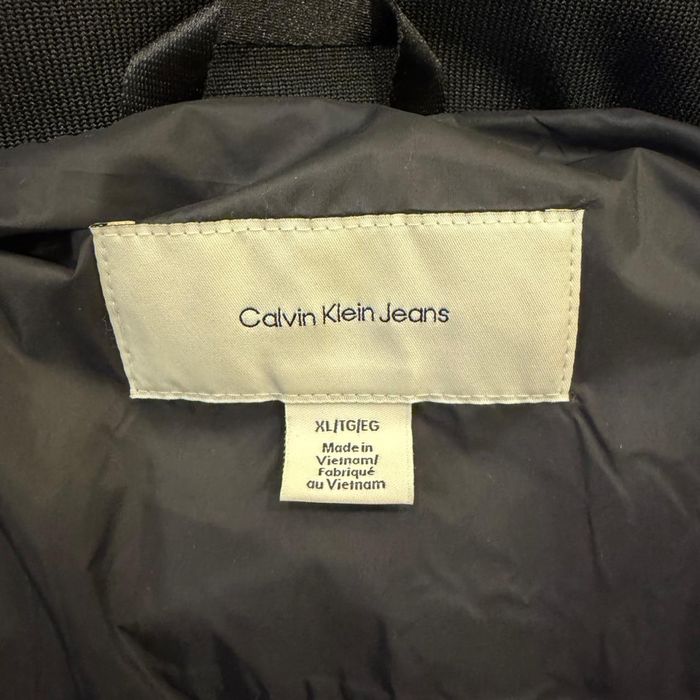 Calvin Klein Jeans
XL/TG/EG
Made in
Vietnam/
Fabriqué
au Vietnam